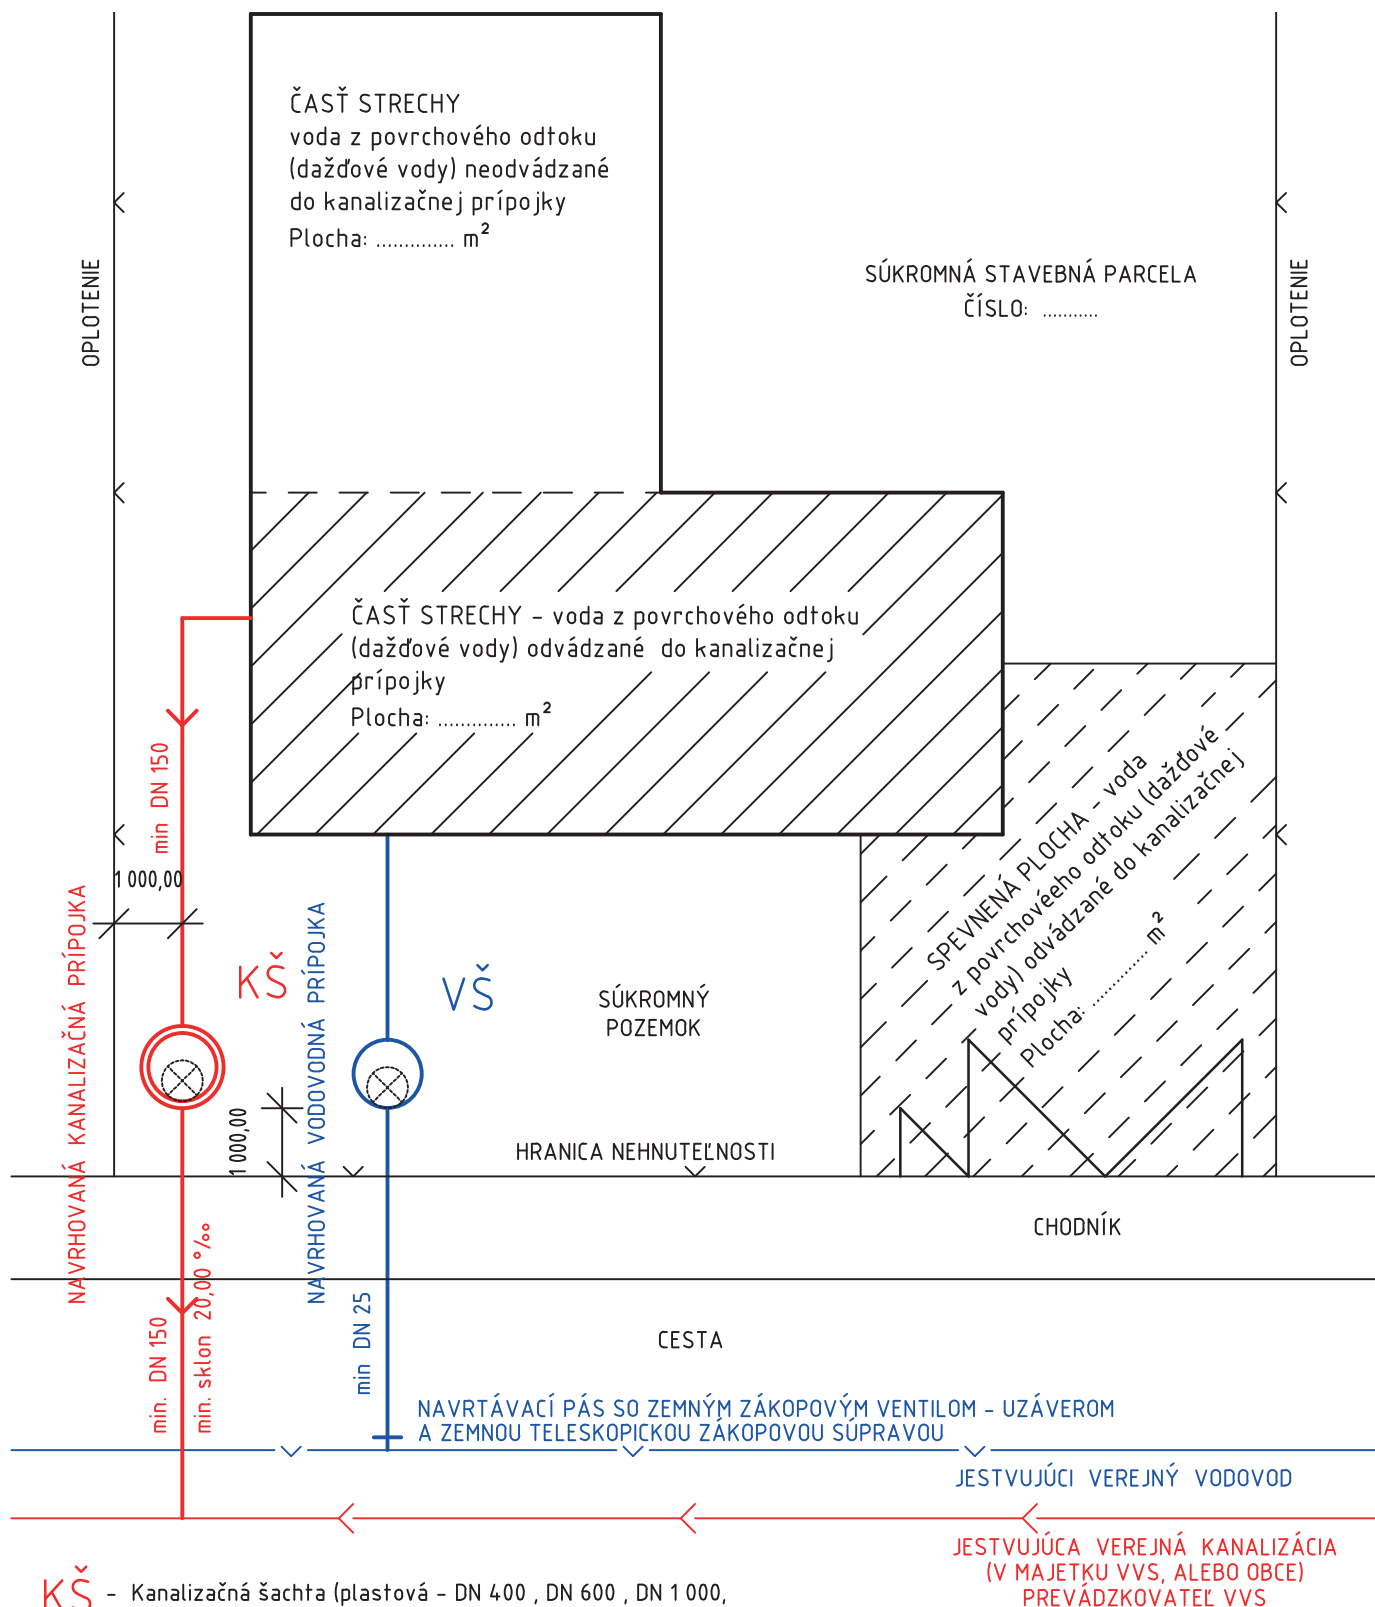 ČASŤ STRECHY
voda z povrchového odtoku
(dažďové vody) neodvádzané
do kanalizačnej prípojky
Plocha: .............. m²
OPLOTENIE
SÚKROMNÁ STAVEBNÁ PARCELA
ČÍSLO: ...........
OPLOTENIE
ČASŤ STRECHY - voda z povrchového odtoku
(dažďové vody) odvádzané do kanalizačnej
prípojky
Plocha: .............. m²
min DN 150
1 000,00
SPEVNENÁ PLOCHA - voda
z povrchovéeho odtoku (dažďové
vody) odvádzané do kanalizačnej
prípojky
Plocha: .............. m²
NAVRHOVANÁ KANALIZAČNÁ PRÍPOJKA
KŠ
NAVRHOVANÁ VODOVODNÁ PRÍPOJKA
VŠ
SÚKROMNÝ
POZEMOK
1 000,00
HRANICA NEHNUTEĽNOSTI
CHODNÍK
min. DN 150
min. sklon 20,00 °‰
min DN 25
CESTA
NAVRTÁVACÍ PÁS SO ZEMNÝM ZÁKOPOVÝM VENTILOM - UZÁVEROM
A ZEMNOU TELESKOPICKOU ZÁKOPOVOU SÚPRAVOU
JESTVUJÚCI VEREJNÝ VODOVOD
JESTVUJÚCA VEREJNÁ KANALIZÁCIA
(V MAJETKU VVS, ALEBO OBCE)
PREVÁDZKOVATEĽ VVS
KŠ - Kanalizačná šachta (plastová - DN 400 , DN 600 , DN 1 000,